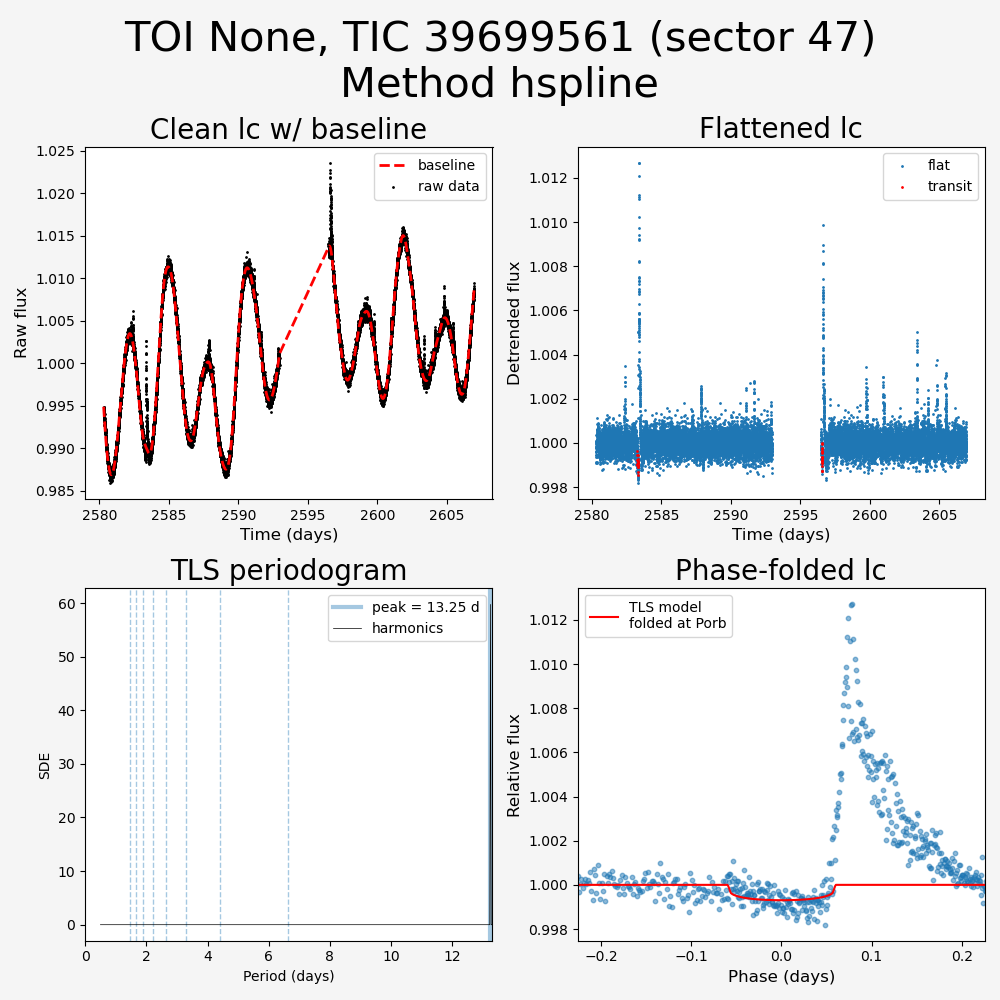 TOI None, TIC 39699561 (sector 47)
Method hspline
Clean lc w/ baseline
Raw flux
1.025
1.020
1.015
1.010
1.005
1.000
0.995
0.990
0.985
baseline
raw data
2580
2585
2590
2595
2600
2605
Time (days)
Flattened lc
Detrended flux
1.012
1.010
1.008
1.006
1.004
1.002
1.000
0.998
flat
transit
2580
2585
2590
2595
2600
2605
Time (days)
TLS periodogram
SDE
60
50
40
30
20
10
0
peak = 13.25 d
harmonics
0
2
4
6
8
10
12
Period (days)
Phase-folded lc
Relative flux
1.012
1.010
1.008
1.006
1.004
1.002
1.000
0.998
TLS model
folded at Porb
−0.2
−0.1
0.0
0.1
0.2
Phase (days)